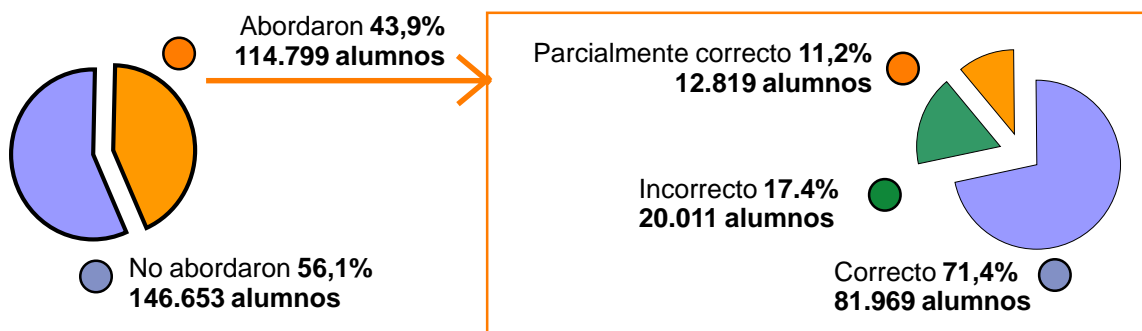 Abordaron 43,9%
114.799 alumnos
No abordaron 56,1%
146.653 alumnos
Parcialmente correcto 11,2%
12.819 alumnos
Incorrecto 17.4%
20.011 alumnos
Correcto 71,4%
81.969 alumnos